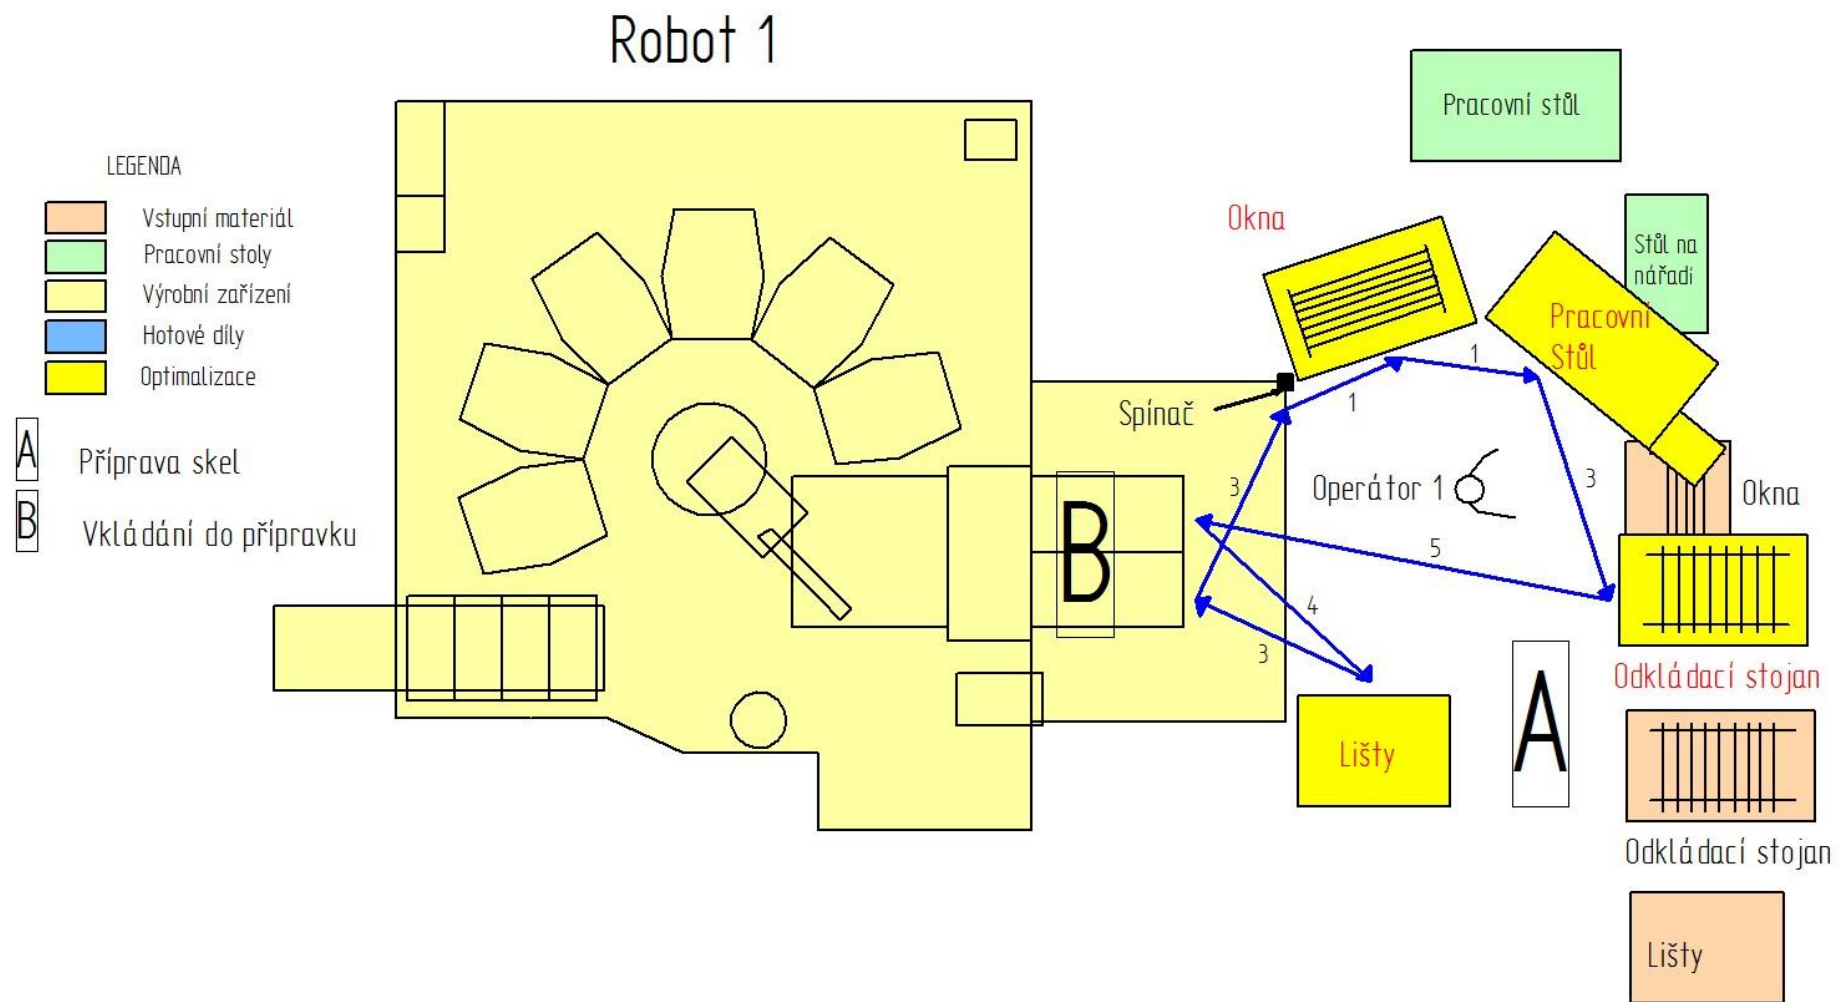 Robot 1
LEGENDA
Vstupní materiál
Pracovní stoly
Výrobní zařízení
Hotové díly
Optimalizace
A
Příprava skel
B
Vkládání do přípravku
Pracovní stůl
Okna
Stůl na
nářadí
Pracovní
Stůl
Spínač
1
1
3
3
Operátor 1
Okna
B
5
4
3
A
Odkládací stojan
Lišty
Odkládací stojan
Lišty